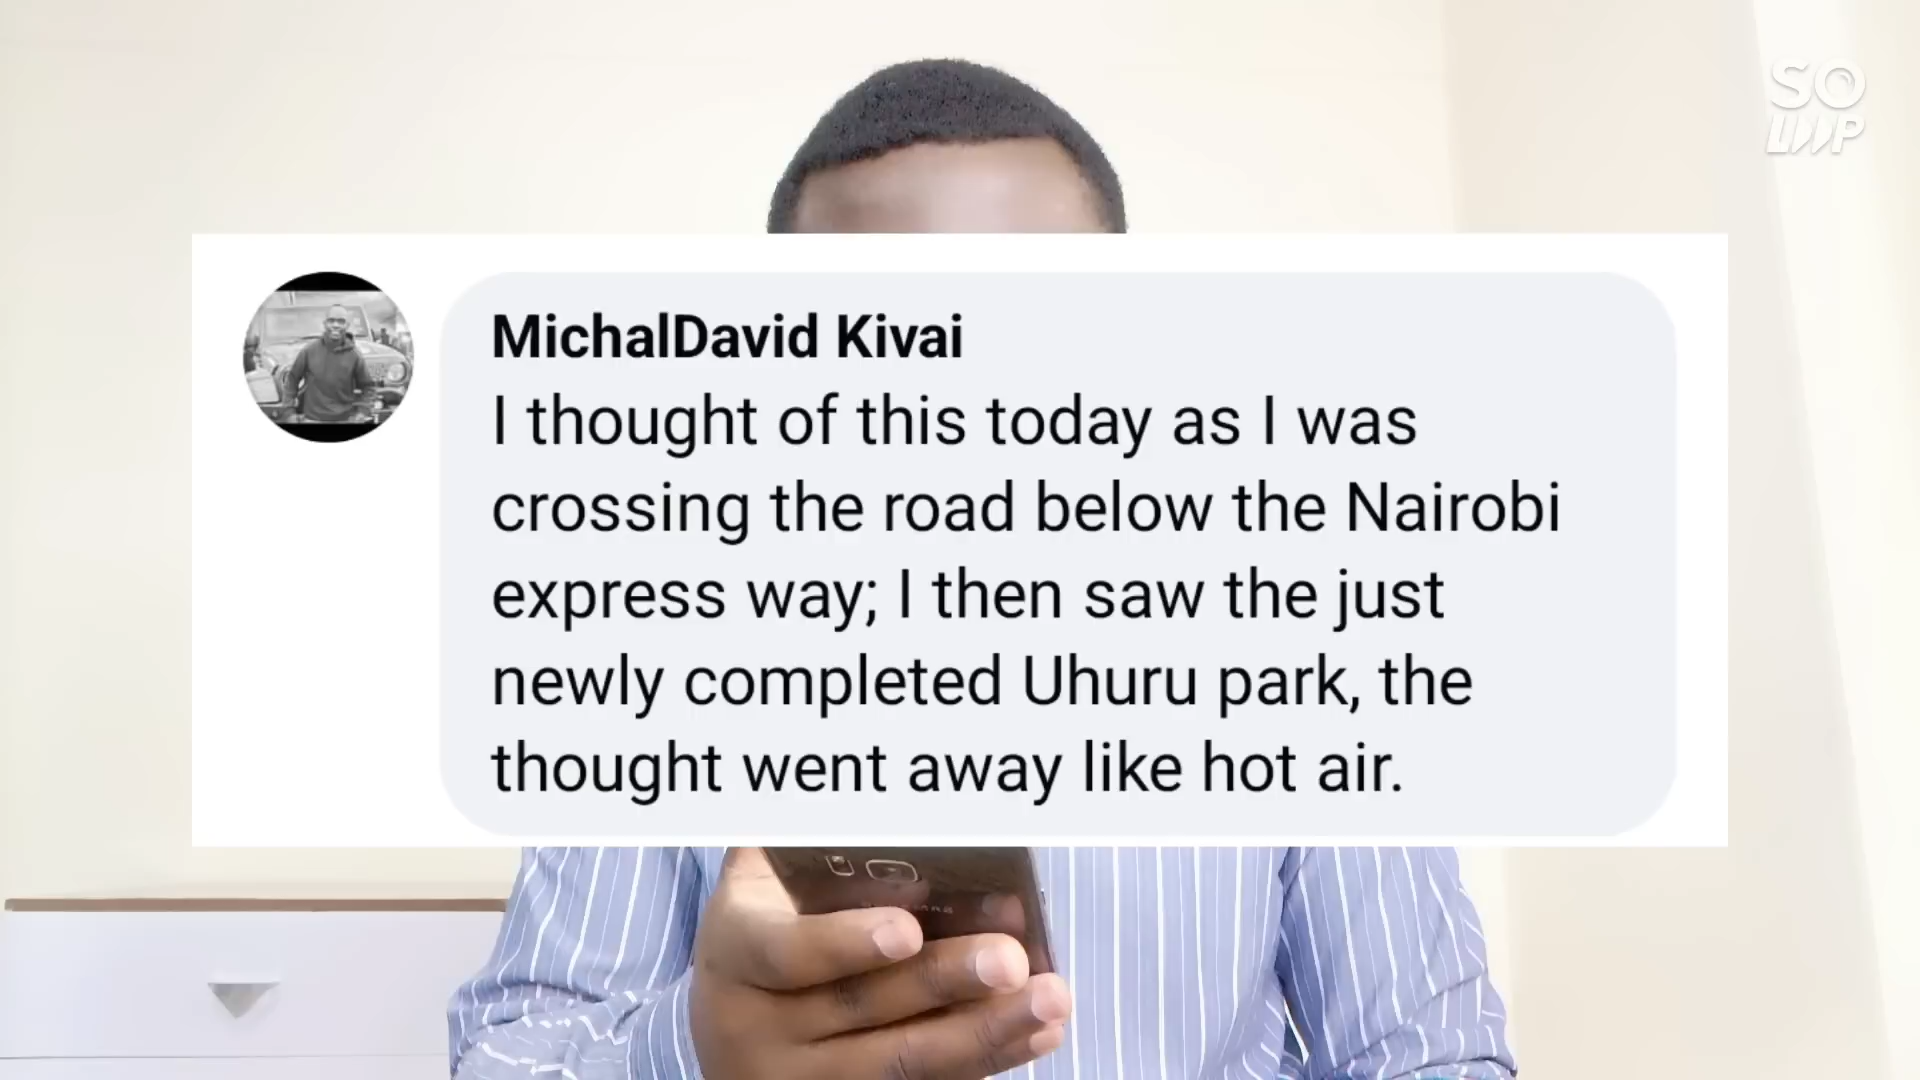 SO
LIIIP
MichalDavid Kivai
I thought of this today as I was
crossing the road below the Nairobi
express way; I then saw the just
newly completed Uhuru park, the
thought went away like hot air.